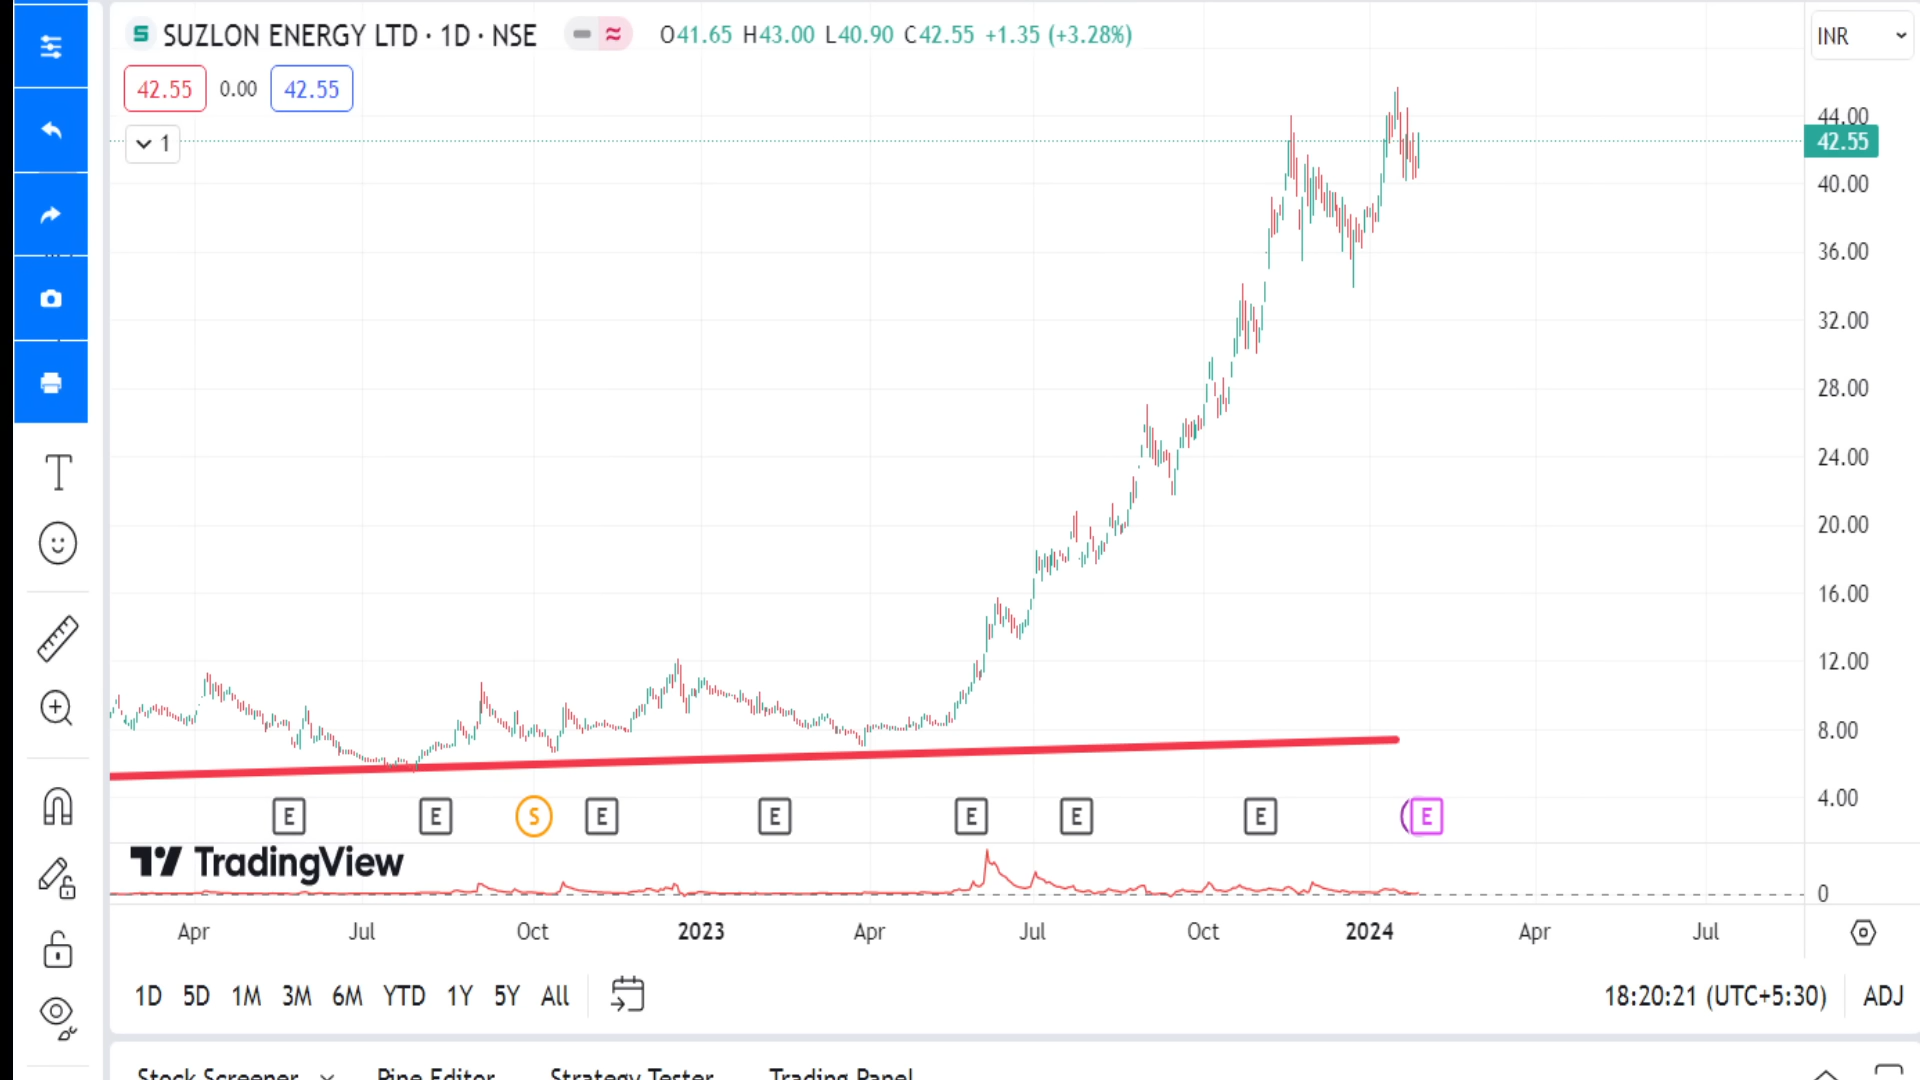 SUZLON ENERGY LTD · 1D · NSE O41.65 H43.00 L40.90 C42.55 +1.35 (+3.28%) INR
42.55 0.00 42.55
1
44.00
42.55
40.00
36.00
32.00
28.00
24.00
20.00
16.00
12.00
8.00
4.00
E E S E E E E E E
TradingView
0
Apr Jul Oct 2023 Apr Jul Oct 2024 Apr Jul
1D 5D 1M 3M 6M YTD 1Y 5Y All 18:20:21 (UTC+5:30) ADJ
Stock Screener Pine Editor Strategy Tester Trading Panel